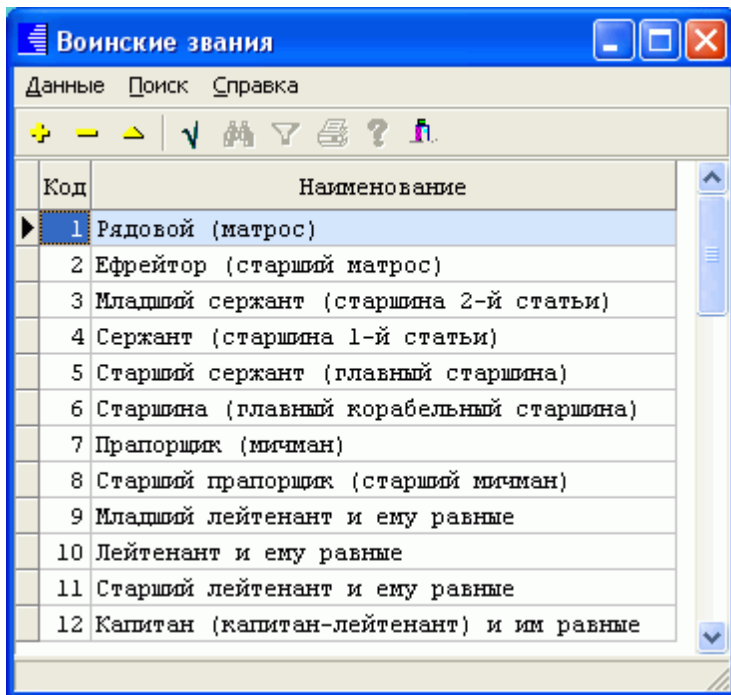 Воинские звания
Данные Поиск Справка
Код Наименование
1 Рядовой (матрос)
2 Ефрейтор (старший матрос)
3 Младший сержант (старшина 2-й статьи)
4 Сержант (старшина 1-й статьи)
5 Старший сержант (главный старшина)
6 Старшина (главный корабельный старшина)
7 Прапорщик (мичман)
8 Старший прапорщик (старший мичман)
9 Младший лейтенант и ему равные
10 Лейтенант и ему равные
11 Старший лейтенант и ему равные
12 Капитан (капитан-лейтенант) и им равные